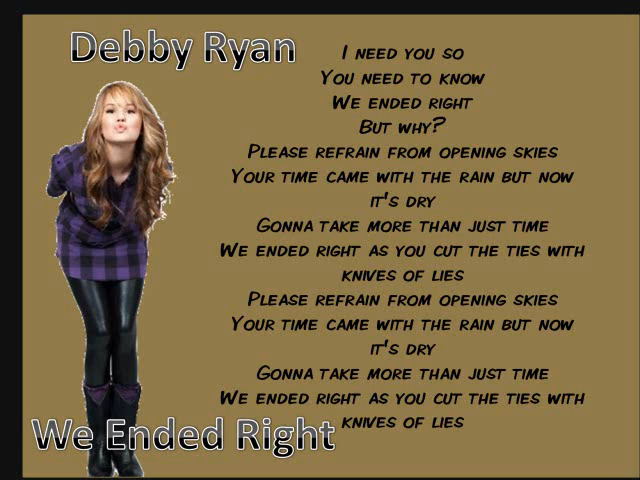 Debby Ryan
I need you so
You need to know
We ended right
But why?
Please refrain from opening skies
Your time came with the rain but now
it's dry
Gonna take more than just time
We ended right as you cut the ties with
knives of lies
Please refrain from opening skies
Your time came with the rain but now
it's dry
Gonna take more than just time
We ended right as you cut the ties with
knives of lies
We Ended Right